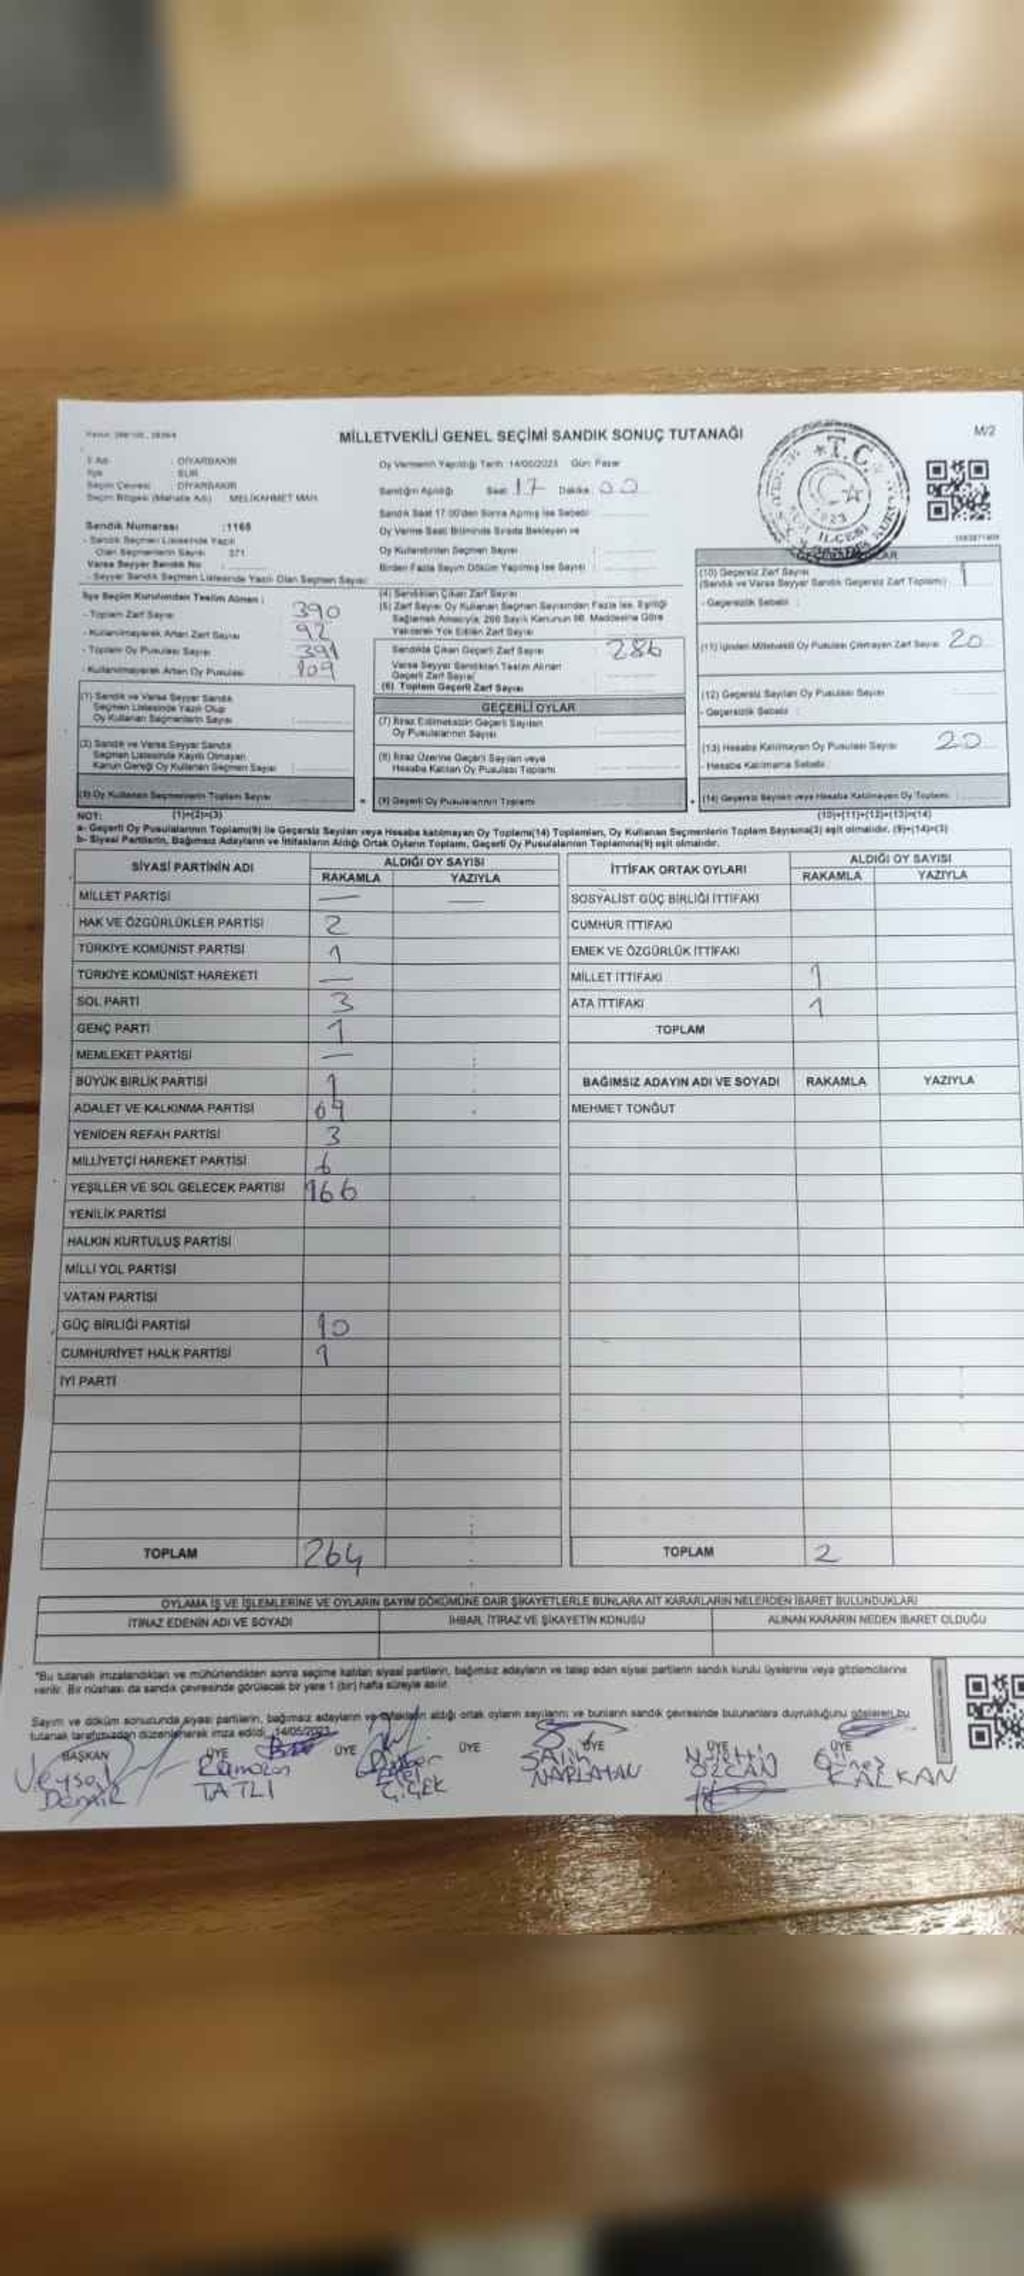 MİLLETVEKİLİ GENEL SEÇİMİ SANDIK SONUÇ TUTANAĞI
M/2
İl Adı : DİYARBAKIR
İlçe : SUR
Seçim Çevresi : DİYARBAKIR
Seçim Bölgesi (Mahalle Adı) : MELİKAHMET MAH.
Sandık Numarası :1168
- Sandık Seçmen Listesinde Yazılı
Olan Seçmenlerin Sayısı : 371
Varsa Seyyar Sandık No :
- Seyyar Sandık Seçmen Listesinde Yazılı Olan Seçmen Sayısı:
Oy Vermenin Yapıldığı Tarih: 14/05/2023 Gün: Pazar
Sandığın Açıldığı Saat 17 Dakika 00
Sandık Saat 17.00'den Sonra Açılmış İse Sebebi
Oy Verme Saati Bitiminde Sırada Bekleyen ve
Oy Kullandırılan Seçmen Sayısı
Birden Fazla Sayım Döküm Yapılmış İse Sayısı
T.C.
SUR
İLÇESİ
İlçe Seçim Kurulundan Teslim Alınan :
- Toplam Zarf Sayısı 390
- Kullanılmayarak Artan Zarf Sayısı 92
- Toplam Oy Pusulası Sayısı 391
- Kullanılmayarak Artan Oy Pusulası 109
(1) Sandık ve Varsa Seyyar Sandık
Seçmen Listesinde Yazılı Olup
Oy Kullanan Seçmenlerin Sayısı
(2) Sandık ve Varsa Seyyar Sandık
Seçmen Listesinde Kayıtlı Olmayan
Kanun Gereği Oy Kullanan Seçmen Sayısı
(3) Oy Kullanan Seçmenlerin Toplam Sayısı
(4) Sandıktan Çıkan Zarf Sayısı
(5) Zarf Sayısı Oy Kullanan Seçmen Sayısından Fazla İse, Eşitliği
Sağlamak Amacıyla, 298 Sayılı Kanunun 98. Maddesine Göre
Yakılarak Yok Edilen Zarf Sayısı
Sandıkta Çıkan Geçerli Zarf Sayısı 286
Varsa Seyyar Sandıktan Teslim Alınan
Geçerli Zarf Sayısı
(6) Toplam Geçerli Zarf Sayısı
GEÇERLİ OYLAR
(7) İtiraz Edilmeksizin Geçerli Sayılan
Oy Pusulalarının Sayısı
(8) İtiraz Üzerine Geçerli Sayılan veya
Hesaba Katılan Oy Pusulası Toplamı
(9) Geçerli Oy Pusulalarının Toplamı
(10) Geçersiz Zarf Sayısı
(Sandık ve Varsa Seyyar Sandık Geçersiz Zarf Toplamı)
- Geçersizlik Sebebi :
(11) İçinden Milletvekili Oy Pusulası Çıkmayan Zarf Sayısı 20
(12) Geçersiz Sayılan Oy Pusulası Sayısı
- Geçersizlik Sebebi :
(13) Hesaba Katılmayan Oy Pusulası Sayısı 20
- Hesaba Katılmama Sebebi :
(14) Geçersiz Sayılan veya Hesaba Katılmayan Oy Toplamı
NOT: (1)+(2)=(3) (10)+(11)+(12)+(13)=(14)
a- Geçerli Oy Pusulalarının Toplamı(9) ile Geçersiz Sayılan veya Hesaba katılmayan Oy Toplamı(14) Toplamları, Oy Kullanan Seçmenlerin Toplam Sayısına(3) eşit olmalıdır. (9)+(14)=(3)
b- Siyasi Partilerin, Bağımsız Adayların ve İttifakların Aldığı Ortak Oyların Toplamı, Geçerli Oy Pusulalarının Toplamına(9) eşit olmalıdır.
SİYASİ PARTİNİN ADI ALDIĞI OY SAYISI
RAKAMLA YAZIYLA
MİLLET PARTİSİ — —
HAK VE ÖZGÜRLÜKLER PARTİSİ 2
TÜRKİYE KOMÜNİST PARTİSİ 1
TÜRKİYE KOMÜNİST HAREKETİ —
SOL PARTİ 3
GENÇ PARTİ 1
MEMLEKET PARTİSİ —
BÜYÜK BİRLİK PARTİSİ 1
ADALET VE KALKINMA PARTİSİ 69
YENİDEN REFAH PARTİSİ 3
MİLLİYETÇİ HAREKET PARTİSİ 6
YEŞİLLER VE SOL GELECEK PARTİSİ 166
YENİLİK PARTİSİ
HALKIN KURTULUŞ PARTİSİ
MİLLİ YOL PARTİSİ
VATAN PARTİSİ
GÜÇ BİRLİĞİ PARTİSİ 10
CUMHURİYET HALK PARTİSİ 1
İYİ PARTİ
TOPLAM 264
İTTİFAK ORTAK OYLARI ALDIĞI OY SAYISI
RAKAMLA YAZIYLA
SOSYALİST GÜÇ BİRLİĞİ İTTİFAKI
CUMHUR İTTİFAKI
EMEK VE ÖZGÜRLÜK İTTİFAKI
MİLLET İTTİFAKI 1
ATA İTTİFAKI 1
TOPLAM
BAĞIMSIZ ADAYIN ADI VE SOYADI RAKAMLA YAZIYLA
MEHMET TONĞUT
TOPLAM 2
OYLAMA İŞ VE İŞLEMLERİNE VE OYLARIN SAYIM DÖKÜMÜNE DAİR ŞİKAYETLERLE BUNLARA AİT KARARLARIN NELERDEN İBARET BULUNDUKLARI
İTİRAZ EDENİN ADI VE SOYADI İHBAR, İTİRAZ VE ŞİKAYETİN KONUSU ALINAN KARARIN NEDEN İBARET OLDUĞU
*Bu tutanak imzalandıktan ve mühürlendikten sonra seçime katılan siyasi partilerin, bağımsız adayların ve talep eden siyasi partilerin sandık kurulu üyelerine veya gözlemcilerine
verilir. Bir nüshası da sandık çevresinde görülecek bir yere 1 (bir) hafta süreyle asılır.
Sayım ve döküm sonucunda siyasi partilerin, bağımsız adayların ve ittifakların aldığı ortak oyların sayılarını ve bunların sandık çevresinde bulunanlara duyrulduğunu gösteren bu
tutanak tarafımızdan düzenlenerek imza edildi. 14/05/2023
BAŞKAN ÜYE ÜYE ÜYE ÜYE ÜYE ÜYE
Veysel Demir
Ramazan TATLI
ÇİÇEK
Salih NARLATAN
ÖZCAN
KALKAN